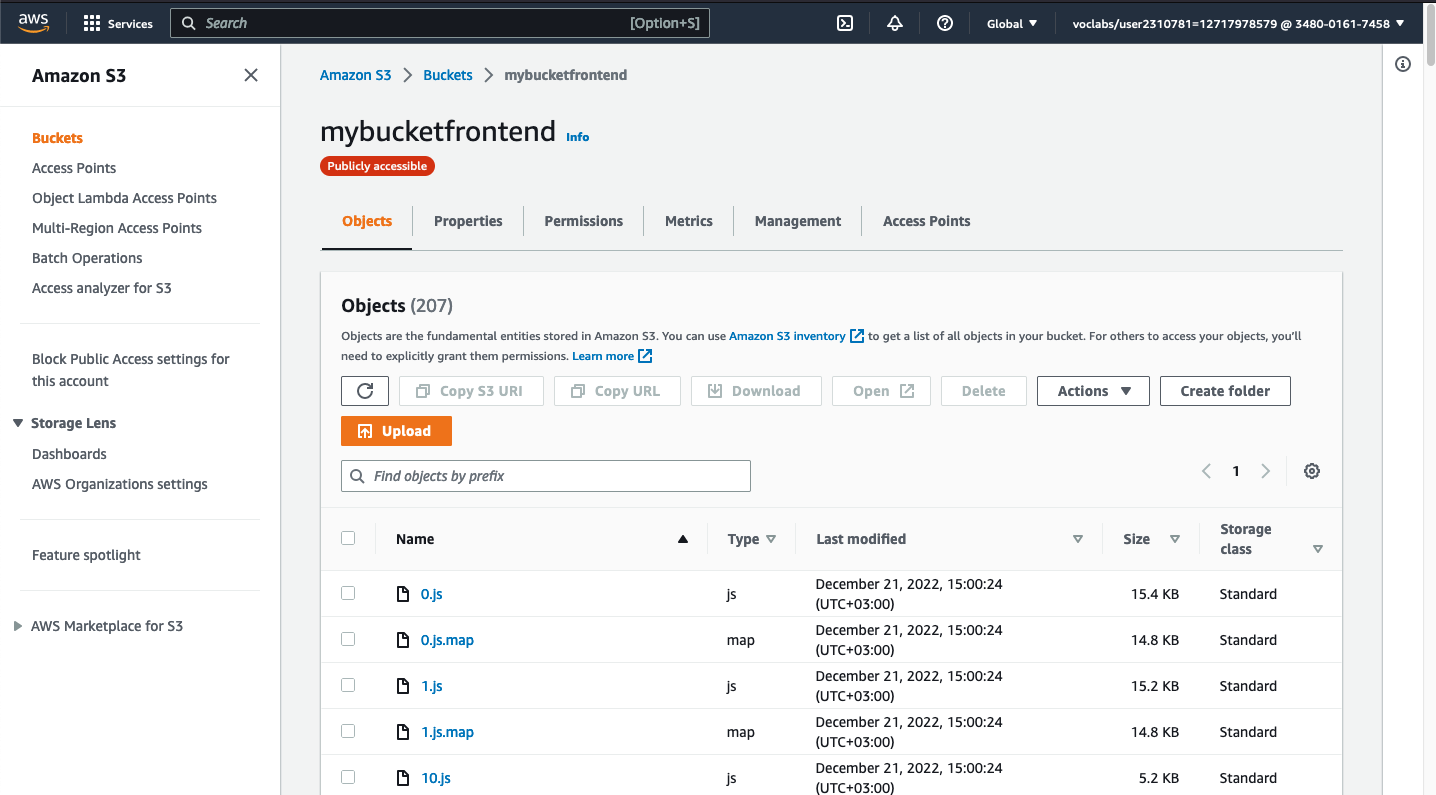 aws
Services
Search
[Option+S]
Global
voclabs/user2310781=12717978579 @ 3480-0161-7458
Amazon S3
Buckets
Access Points
Object Lambda Access Points
Multi-Region Access Points
Batch Operations
Access analyzer for S3
Block Public Access settings for
this account
Storage Lens
Dashboards
AWS Organizations settings
Feature spotlight
AWS Marketplace for S3
Amazon S3 > Buckets > mybucketfrontend
mybucketfrontend Info
Publicly accessible
Objects Properties Permissions Metrics Management Access Points
Objects (207)
Objects are the fundamental entities stored in Amazon S3. You can use Amazon S3 inventory to get a list of all objects in your bucket. For others to access your objects, you'll
need to explicitly grant them permissions. Learn more
Copy S3 URI Copy URL Download Open Delete Actions Create folder
Upload
Find objects by prefix
1
Name Type Last modified Size Storage
class
0.js js December 21, 2022, 15:00:24 15.4 KB Standard
(UTC+03:00)
0.js.map map December 21, 2022, 15:00:24 14.8 KB Standard
(UTC+03:00)
1.js js December 21, 2022, 15:00:24 15.2 KB Standard
(UTC+03:00)
1.js.map map December 21, 2022, 15:00:24 14.8 KB Standard
(UTC+03:00)
10.js js December 21, 2022, 15:00:24 5.2 KB Standard
(UTC+03:00)